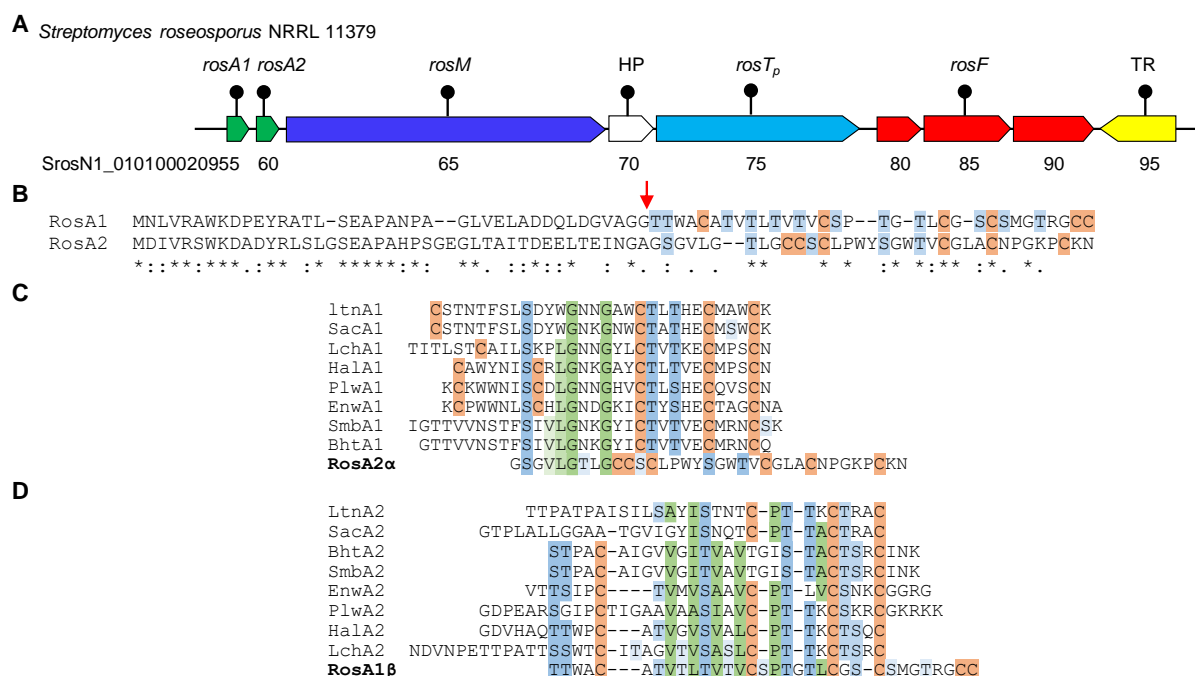 A Streptomyces roseosporus NRRL 11379
rosA1 rosA2 rosM HP rosTp rosF TR
SrosN1_010100020955 60 65 70 75 80 85 90 95
B
RosA1 MNLVRAWKDPEYRATL-SEAPANPA--GLVELADDQLDGVAGGTTWACATVTLTVTVCSP--TG-TLCG-SCSMGTRGCC
RosA2 MDIVRSWKDADYRLSLGSEAPAHPSGEGLTAITDEELTEINGAGSGVLG--TLGCCSCLPWYSGWTVCGLACNPGKPCKN
C
ltnA1 CSTNTFSLSDYWGNNGAWCTLTHECMAWCK
SacA1 CSTNTFSLSDYWGNKGNWCTATHECMSWCK
LchA1 TITLSTCAILSKPLGNNGYLCTVTKECMPSCN
HalA1 CAWYNISCRLGNKGAYCTLTVECMPSCN
PlwA1 KCKWWNISCDLGNNGHVCTLSHECQVSCN
EnwA1 KCPWWNLSCHLGNDGKICTYSHECTAGCNA
SmbA1 IGTTVVNSTFSIVLGNKGYICTVTVECMRNCSK
BhtA1 GTTVVNSTFSIVLGNKGYICTVTVECMRNCQ
RosA2α GSGVLGTLGCCSCLPWYSGWTVCGLACNPGKPCKN
D
LtnA2 TTPATPAISILSAYISTNTC-PT-TKCTRAC
SacA2 GTPLALLGGAA-TGVIGYISNQTC-PT-TACTRAC
BhtA2 STPAC-AIGVVGITVAVTGIS-TACTSRCINK
SmbA2 STPAC-AIGVVGITVAVTGIS-TACTSRCINK
EnwA2 VTTSIPC----TVMVSAAVC-PT-LVCSNKCGGRG
PlwA2 GDPEARSGIPCTIGAAVAASIAVC-PT-TKCSKRCGKRKK
HalA2 GDVHAQTTWPC---ATVGVSVALC-PT-TKCTSQC
LchA2 NDVNPETTPATTSSWTC-ITAGVTVSASLC-PT-TKCTSRC
RosA1β TTWAC---ATVTLTVTVCSPTGTLCGS-CSMGTRGCC